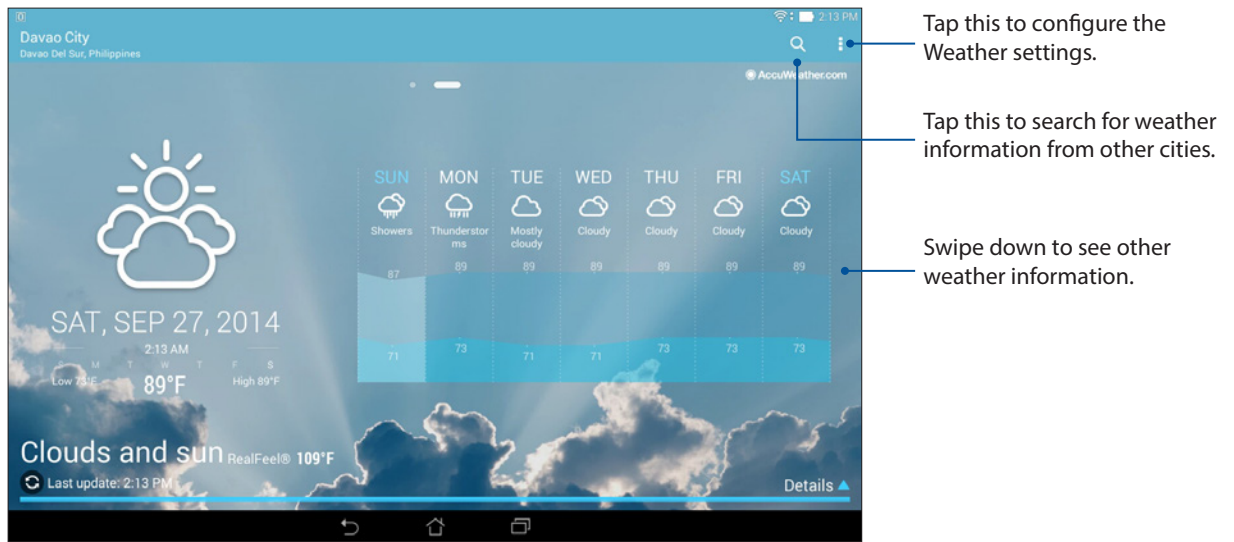 2:13 PM
Davao City
Davao Del Sur, Philippines
AccuWeather.com
SUN MON TUE WED THU FRI SAT
Showers Thunderstor Mostly Cloudy Cloudy Cloudy Cloudy
ms cloudy
87 89 89 89 89 89 89
71 73 71 71 73 73 73
SAT, SEP 27, 2014
2:13 AM
M T W T F S
Low 73°F 89°F High 89°F
Clouds and sun RealFeel® 109°F
Last update: 2:13 PM
Details
Tap this to configure the
Weather settings.
Tap this to search for weather
information from other cities.
Swipe down to see other
weather information.